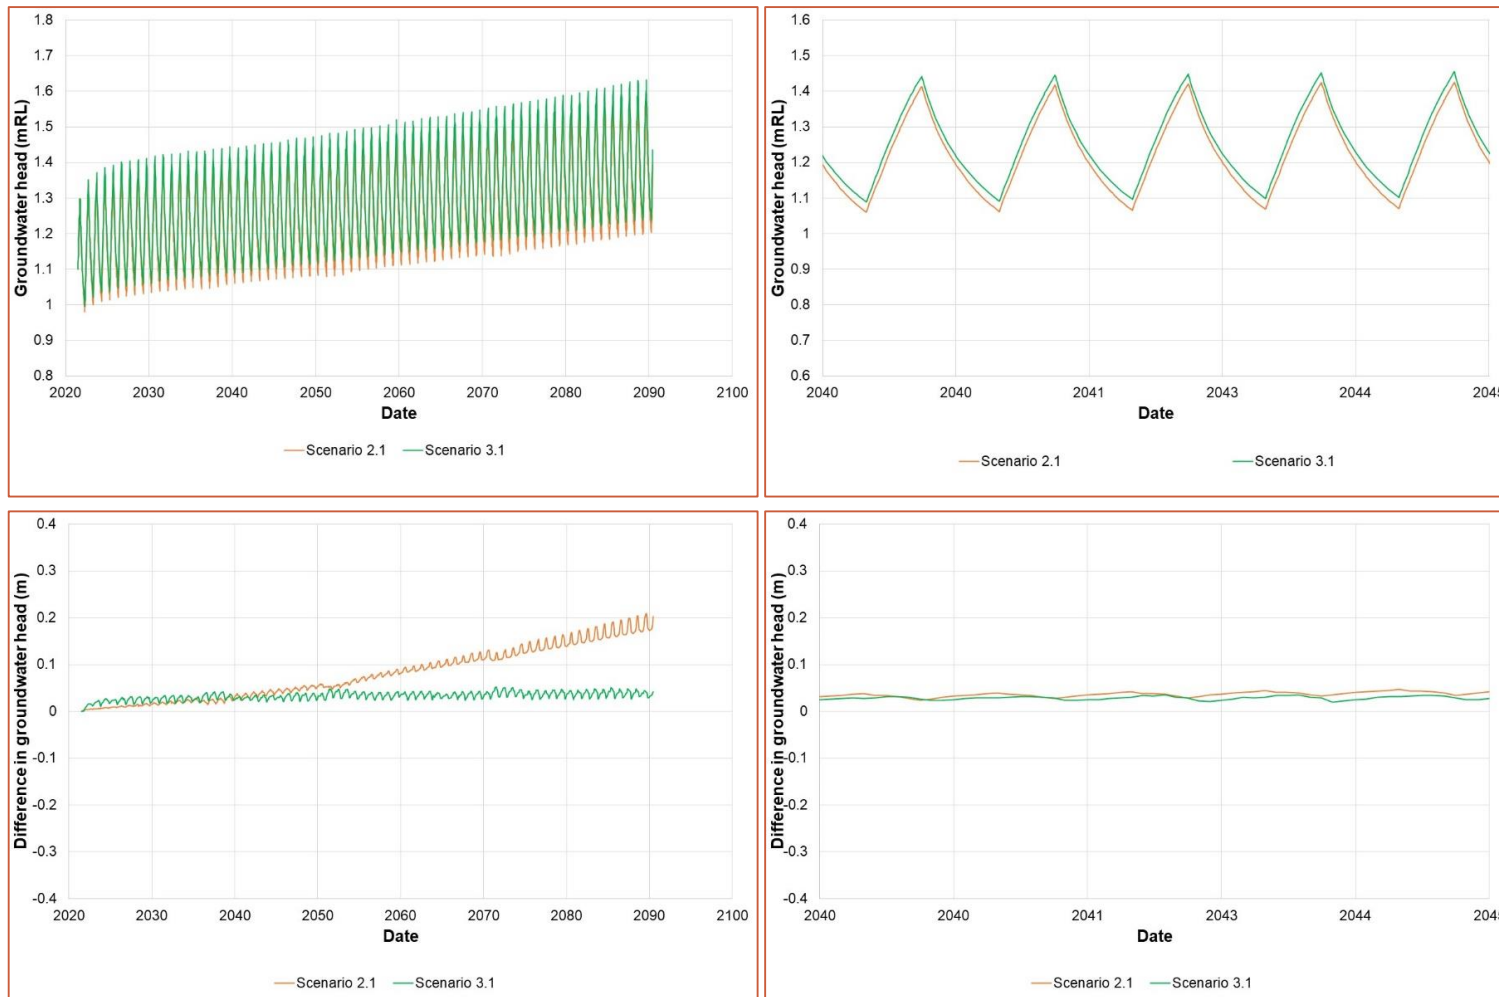 1.8
1.7
1.6
1.5
1.4
1.3
1.2
1.1
1
0.9
0.8
Groundwater head (mRL)
2020 2030 2040 2050 2060 2070 2080 2090 2100
Date
Scenario 2.1 Scenario 3.1
1.6
1.5
1.4
1.3
1.2
1.1
1
0.9
0.8
0.7
0.6
Groundwater head (mRL)
2040 2040 2041 2043 2044 2045
Date
Scenario 2.1 Scenario 3.1
0.4
0.3
0.2
0.1
0
-0.1
-0.2
-0.3
-0.4
Difference in groundwater head (m)
2020 2030 2040 2050 2060 2070 2080 2090 2100
Date
Scenario 2.1 Scenario 3.1
0.4
0.3
0.2
0.1
0
-0.1
-0.2
-0.3
-0.4
Difference in groundwater head (m)
2040 2040 2041 2043 2044 2045
Date
Scenario 2.1 Scenario 3.1